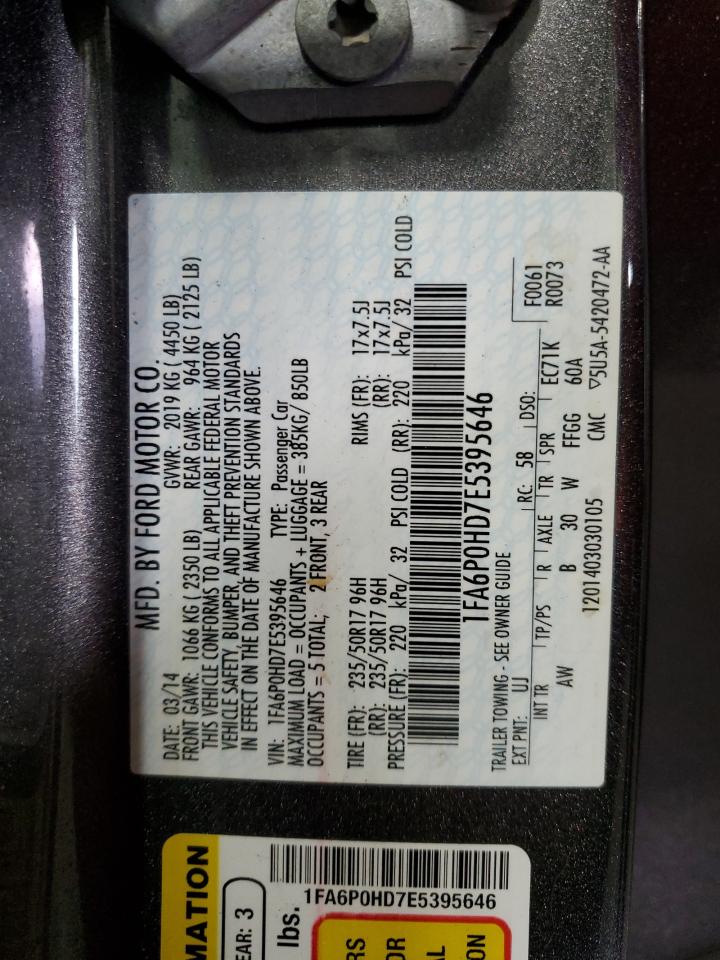 MFD. BY FORD MOTOR CO.
DATE: 03/14 GVWR: 2019 KG ( 4450 LB)
FRONT GAWR: 1066 KG ( 2350 LB) REAR GAWR: 964 KG ( 2125 LB)
THIS VEHICLE CONFORMS TO ALL APPLICABLE FEDERAL MOTOR
VEHICLE SAFETY, BUMPER, AND THEFT PREVENTION STANDARDS
IN EFFECT ON THE DATE OF MANUFACTURE SHOWN ABOVE.
VIN: 1FA6P0HD7E5395646 TYPE: Passenger Car
MAXIMUM LOAD = OCCUPANTS + LUGGAGE = 385KG/ 850LB
OCCUPANTS = 5 TOTAL; 2 FRONT, 3 REAR
TIRE (FR): 235/50R17 96H RIMS (FR): 17x7.5J
(RR): 235/50R17 96H (RR): 17x7.5J
PRESSURE (FR): 220 kPa/ 32 PSI COLD (RR): 220 kPa/ 32 PSI COLD
1FA6P0HD7E5395646
TRAILER TOWING - SEE OWNER GUIDE
F0061
R0073
EXT PNT: UJ RC: 58 DSO:
INT TR TP/PS R AXLE TR SPR EC71K
AW B 30 W FFGG 60A
1201403030105 CMC ▽5U5A-5420472-AA
MATION
EAR: 3
lbs.
1FA6P0HD7E5395646
RS
OR
AL
ON